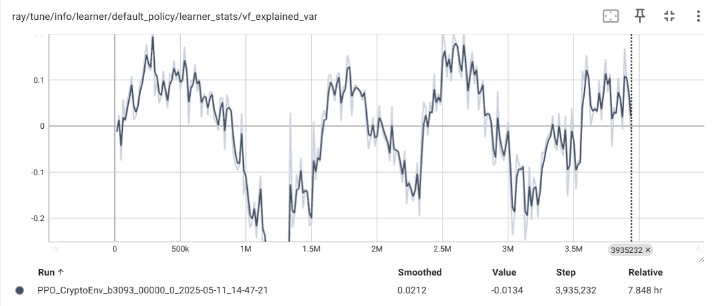 ray/tune/info/learner/default_policy/learner_stats/vf_explained_var
0.1
0
-0.1
-0.2
0 500k 1M 1.5M 2M 2.5M 3M 3.5M 3935232 ×
Run ↑ Smoothed Value Step Relative
PPO_CryptoEnv_b3093_00000_0_2025-05-11_14-47-21 0.0212 -0.0134 3,935,232 7.848 hr